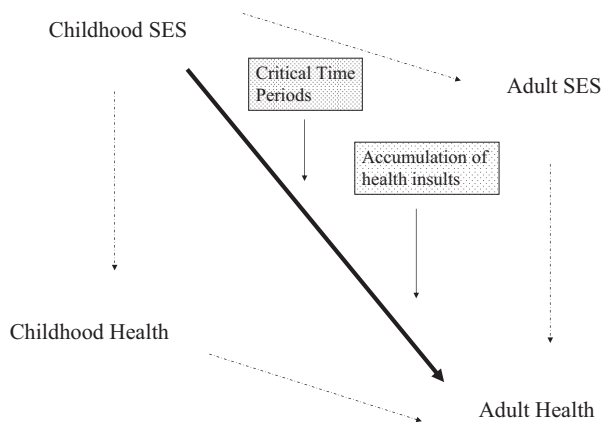 Childhood SES
Critical Time
Periods
Adult SES
Accumulation of
health insults
Childhood Health
Adult Health